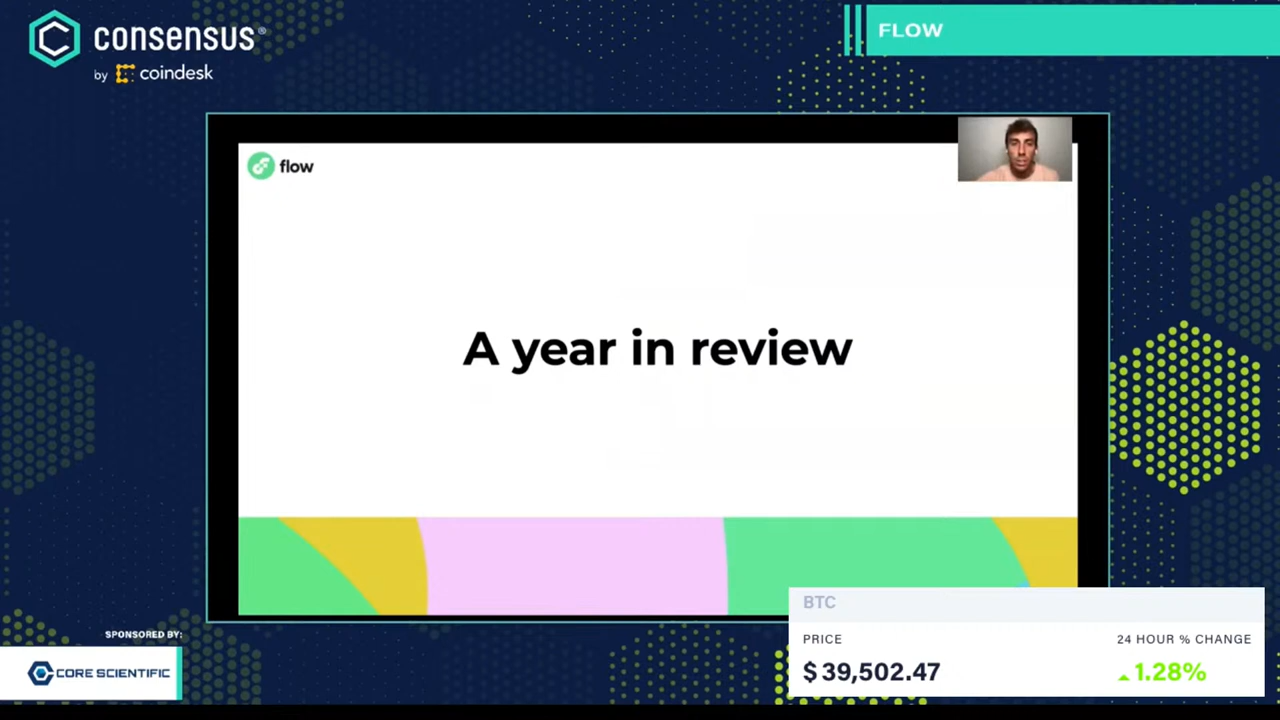 consensus®
by coindesk
FLOW
flow
A year in review
SPONSORED BY:
CORE SCIENTIFIC
BTC
PRICE
24 HOUR % CHANGE
$39,502.47
1.28%